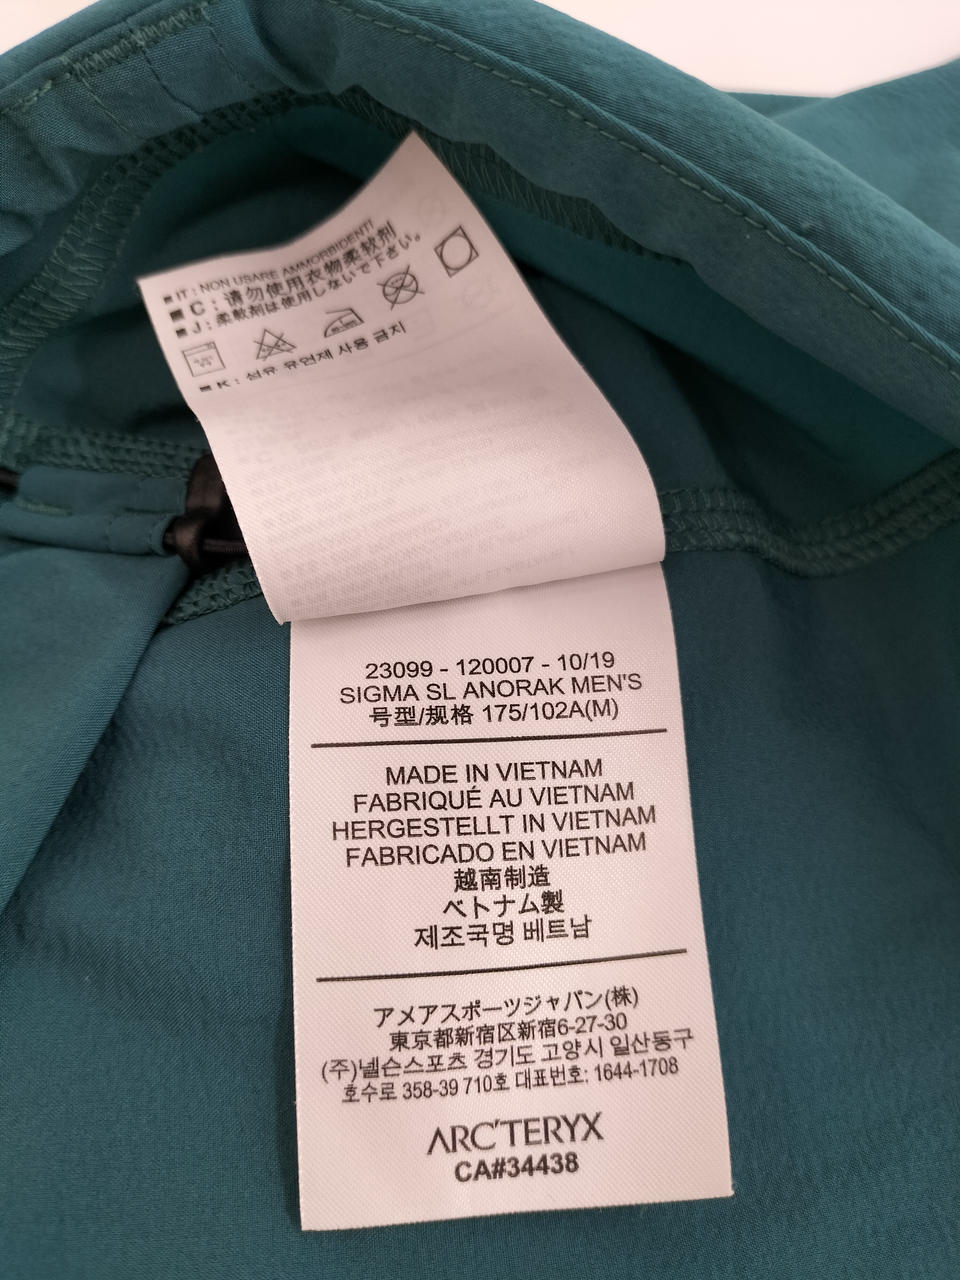 ■ IT : NON USARE AMMORBIDENTI
■ C : 请勿使用衣物柔软剂
■ J : 柔軟剤は使用しないで下さい。
■ K : 섬유 유연제 사용 금지
23099 - 120007 - 10/19
SIGMA SL ANORAK MEN'S
号型/规格 175/102A(M)
MADE IN VIETNAM
FABRIQUÉ AU VIETNAM
HERGESTELLT IN VIETNAM
FABRICADO EN VIETNAM
越南制造
ベトナム製
제조국명 베트남
アメアスポーツジャパン(株)
東京都新宿区新宿6-27-30
(주)넬슨스포츠 경기도 고양시 일산동구
호수로 358-39 710호 대표번호: 1644-1708
ARC'TERYX
CA#34438